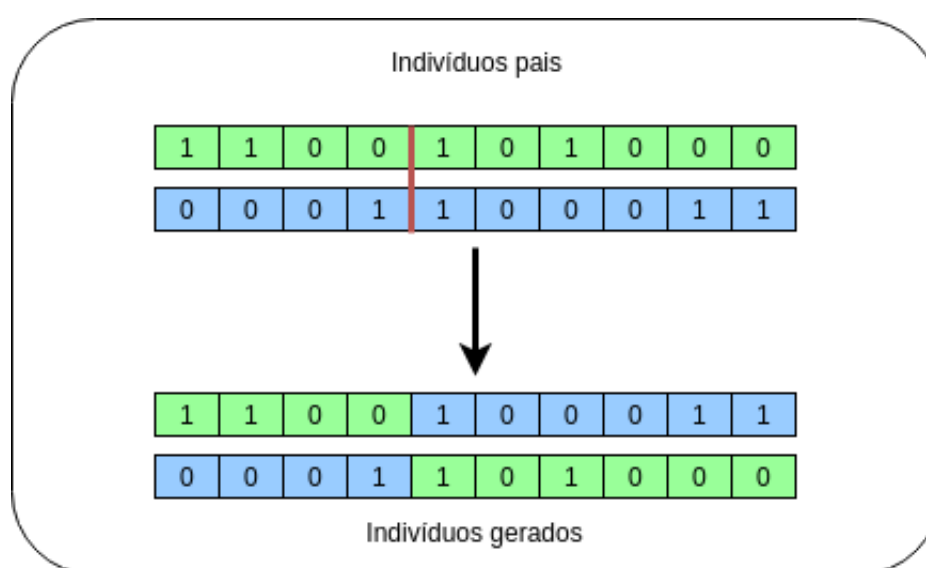 Indivíduos pais
1 1 0 0 1 0 1 0 0 0
0 0 0 1 1 0 0 0 1 1
1 1 0 0 1 0 0 0 1 1
0 0 0 1 1 0 1 0 0 0
Indivíduos gerados